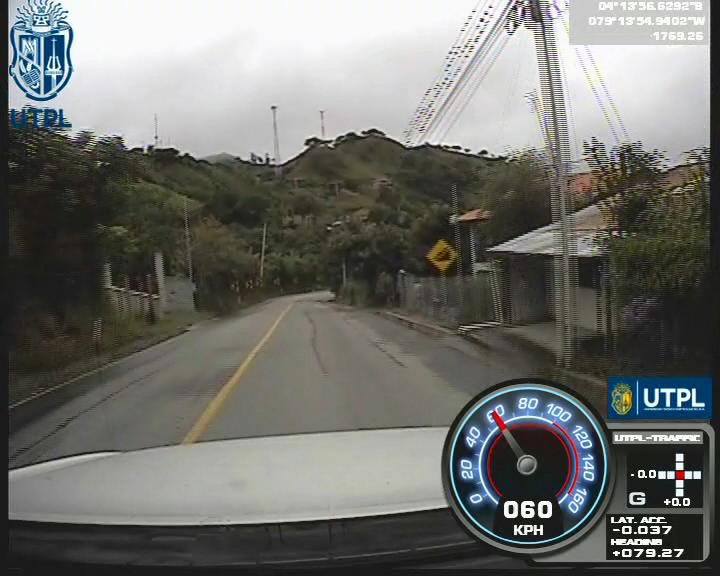 04°13'56.6292"S
079°13'54.9402"W
1769.26
UTPL
UTPL
0
20
40
60
80
100
120
140
160
060
KPH
UTPL-TRAFFIC
-0.0
G
+0.0
LAT. ACC.
-0.037
HEADING
+079.27